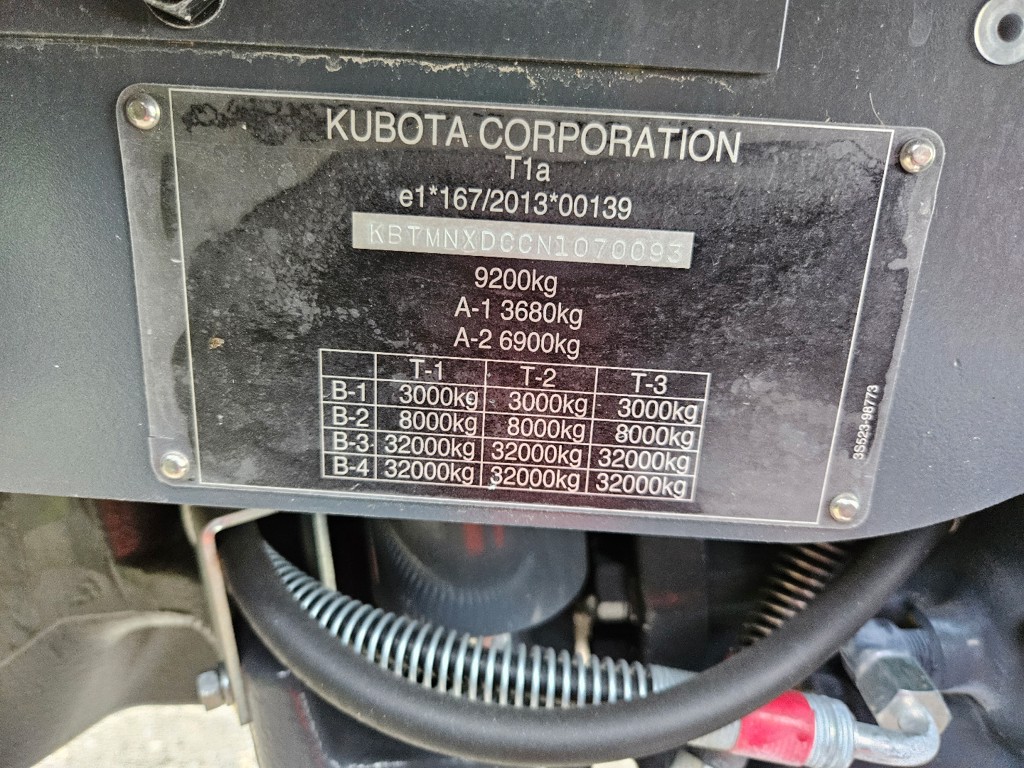 KUBOTA CORPORATION
T1a
e1*167/2013*00139
KBTMNXDCCN1070093
9200kg
A-1 3680kg
A-2 6900kg
T-1 T-2 T-3
B-1 3000kg 3000kg 3000kg
B-2 8000kg 8000kg 8000kg
B-3 32000kg 32000kg 32000kg
B-4 32000kg 32000kg 32000kg
3S523-98773